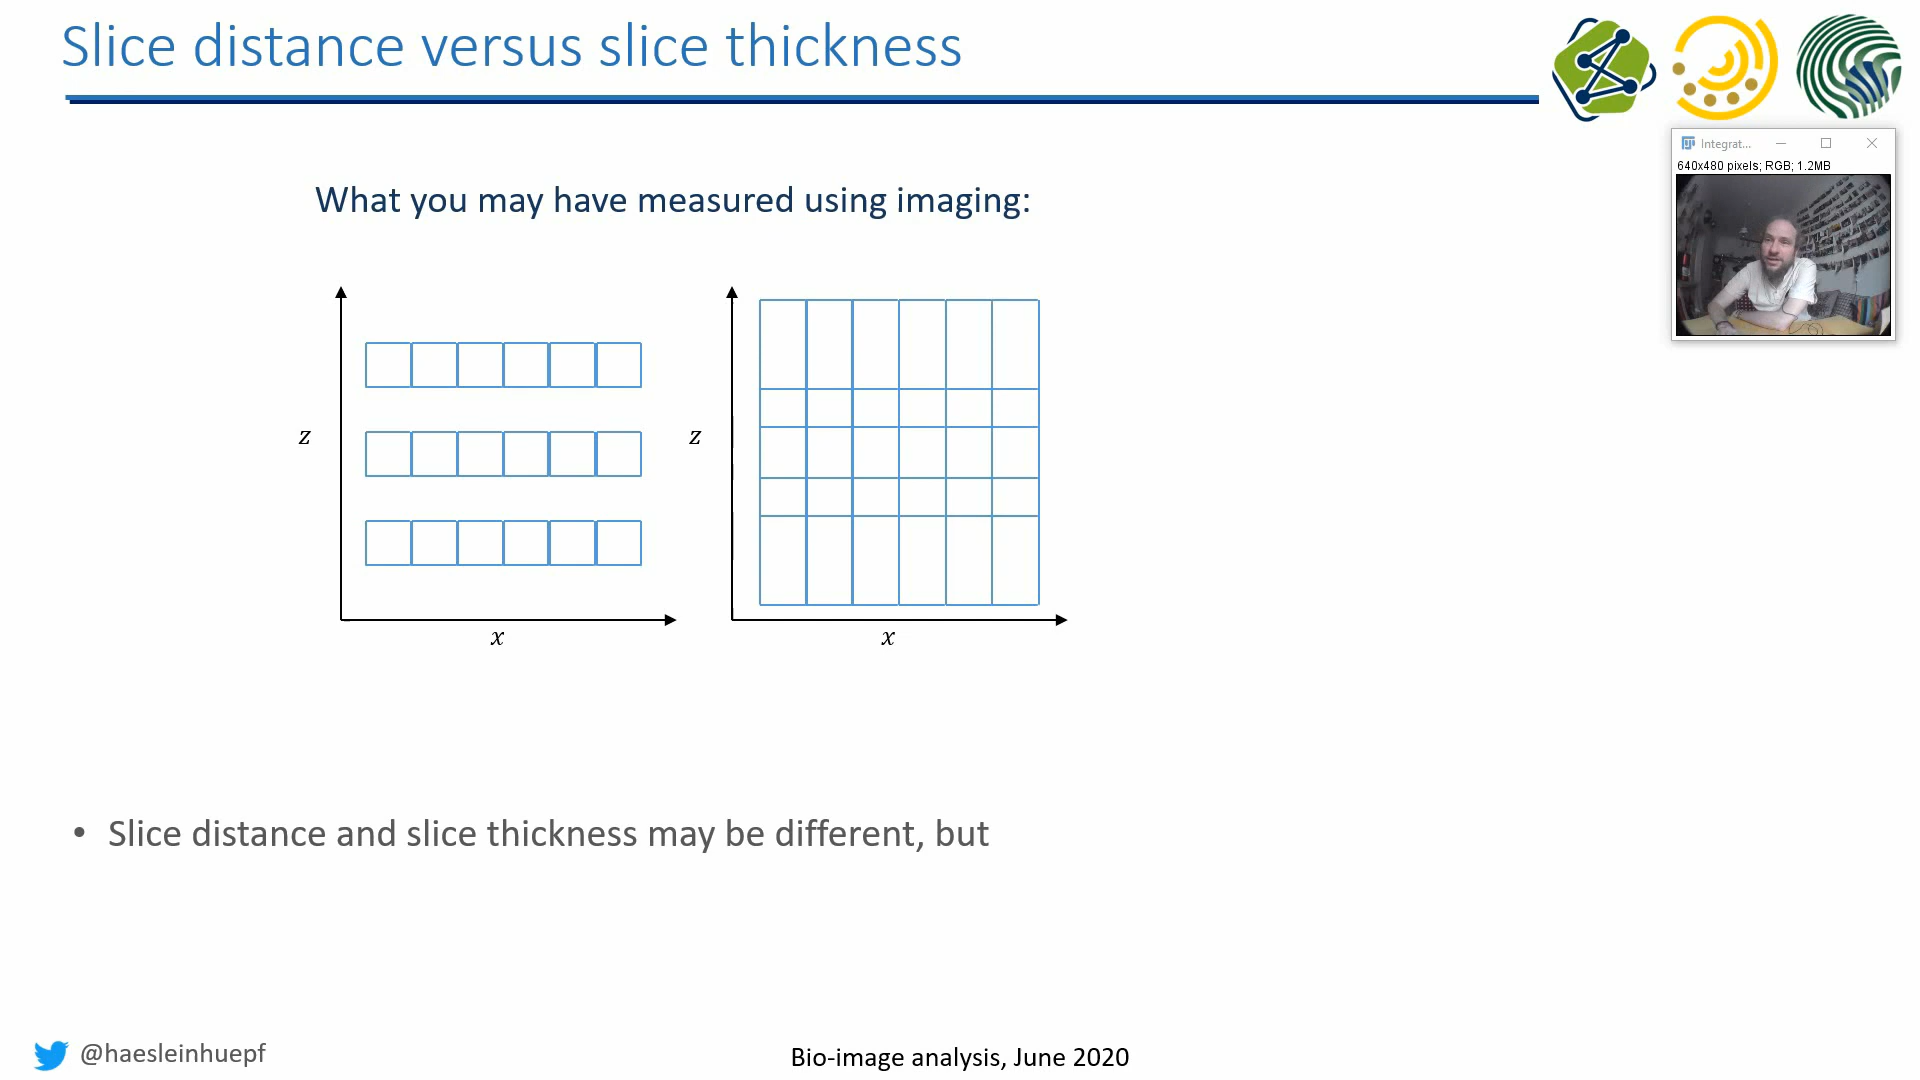 Slice distance versus slice thickness
Integrat...
640x480 pixels; RGB; 1.2MB
What you may have measured using imaging:
z
x
z
x
• Slice distance and slice thickness may be different, but
@haesleinhuepf
Bio-image analysis, June 2020